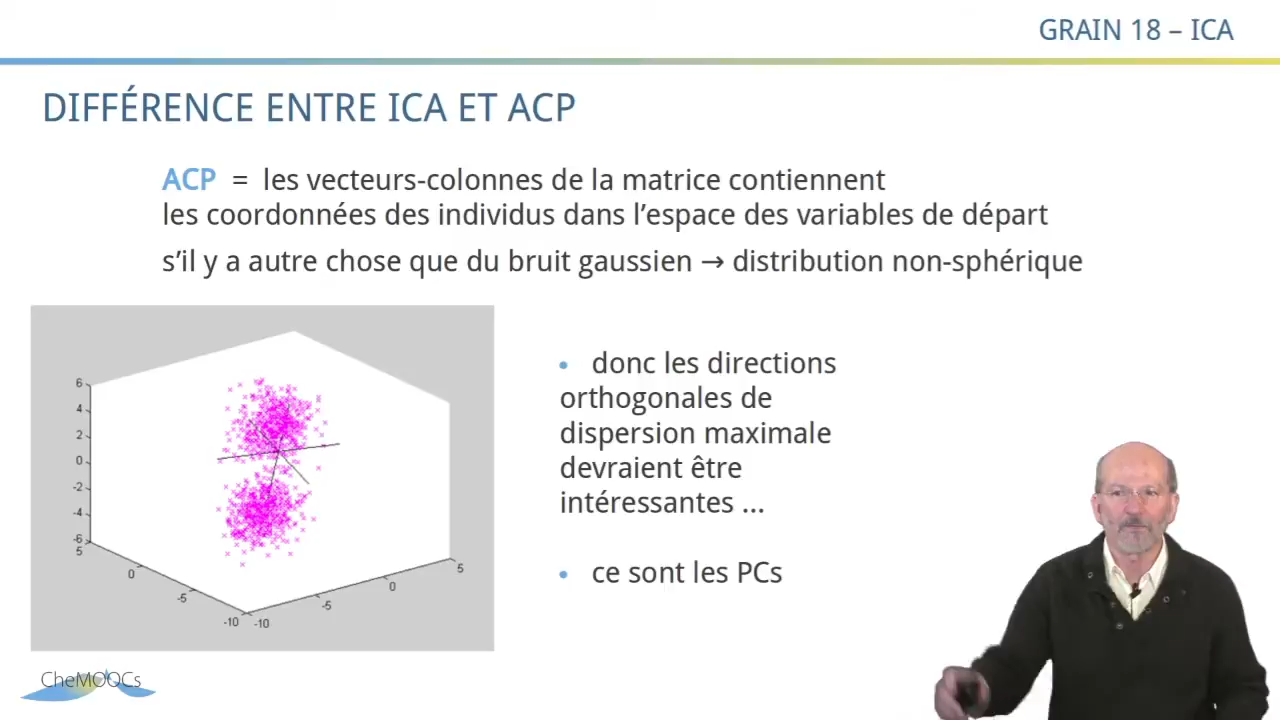 GRAIN 18 – ICA
DIFFÉRENCE ENTRE ICA ET ACP
ACP = les vecteurs-colonnes de la matrice contiennent
les coordonnées des individus dans l’espace des variables de départ
s’il y a autre chose que du bruit gaussien → distribution non-sphérique
• donc les directions
orthogonales de
dispersion maximale
devraient être
intéressantes ...
• ce sont les PCs
6
4
2
0
-2
-4
-6
5
0
-5
-10
-10
-5
0
5
CheMOOCs